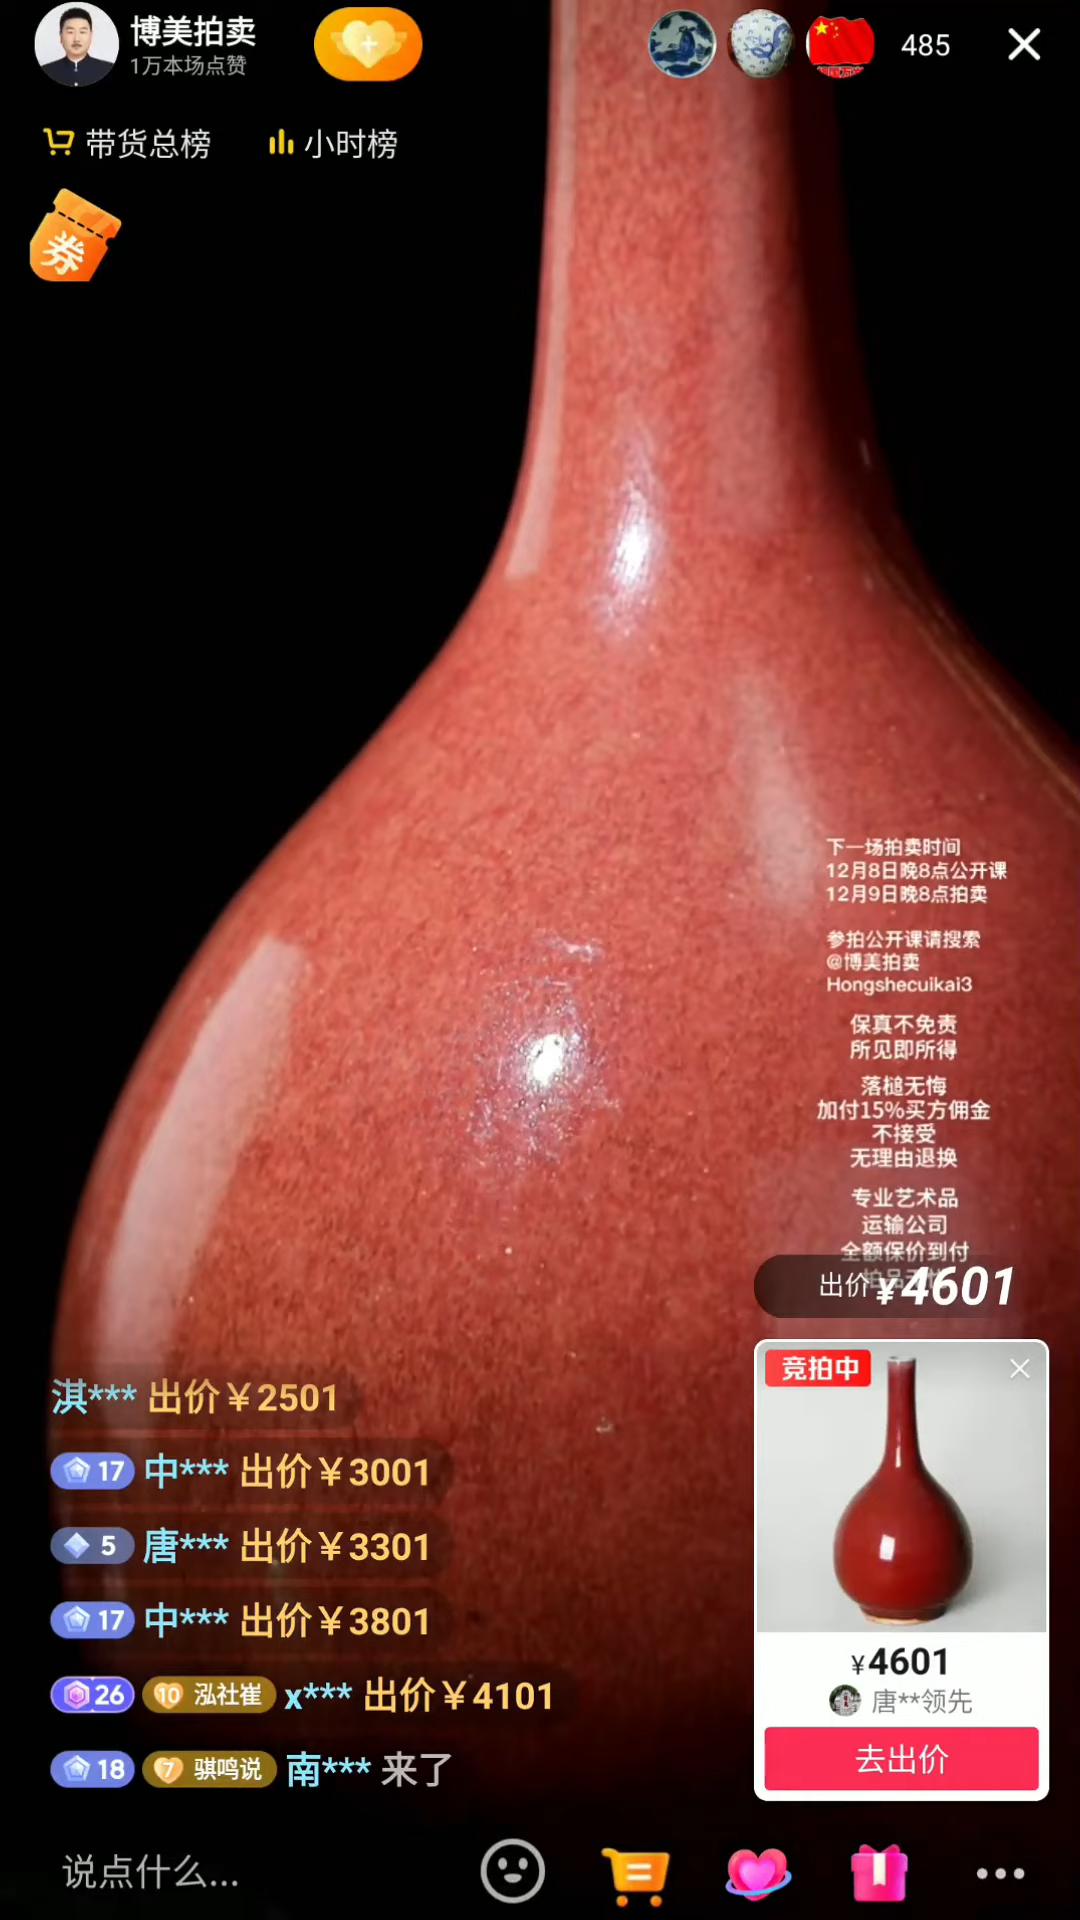 博美拍卖
1万本场点赞
485
带货总榜
小时榜
券
下一场拍卖时间
12月8日晚8点公开课
12月9日晚8点拍卖
参拍公开课请搜索
@博美拍卖
Hongshecuikai3
保真不免责
所见即所得
落槌无悔
加付15%买方佣金
不接受
无理由退换
专业艺术品
运输公司
全额保价到付
出价 ¥4601
竞拍中
¥4601
唐**领先
去出价
淇*** 出价¥2501
17 中*** 出价¥3001
5 唐*** 出价¥3301
17 中*** 出价¥3801
26 10 泓社崔 x*** 出价¥4101
18 7 骐鸣说 南*** 来了
说点什么...